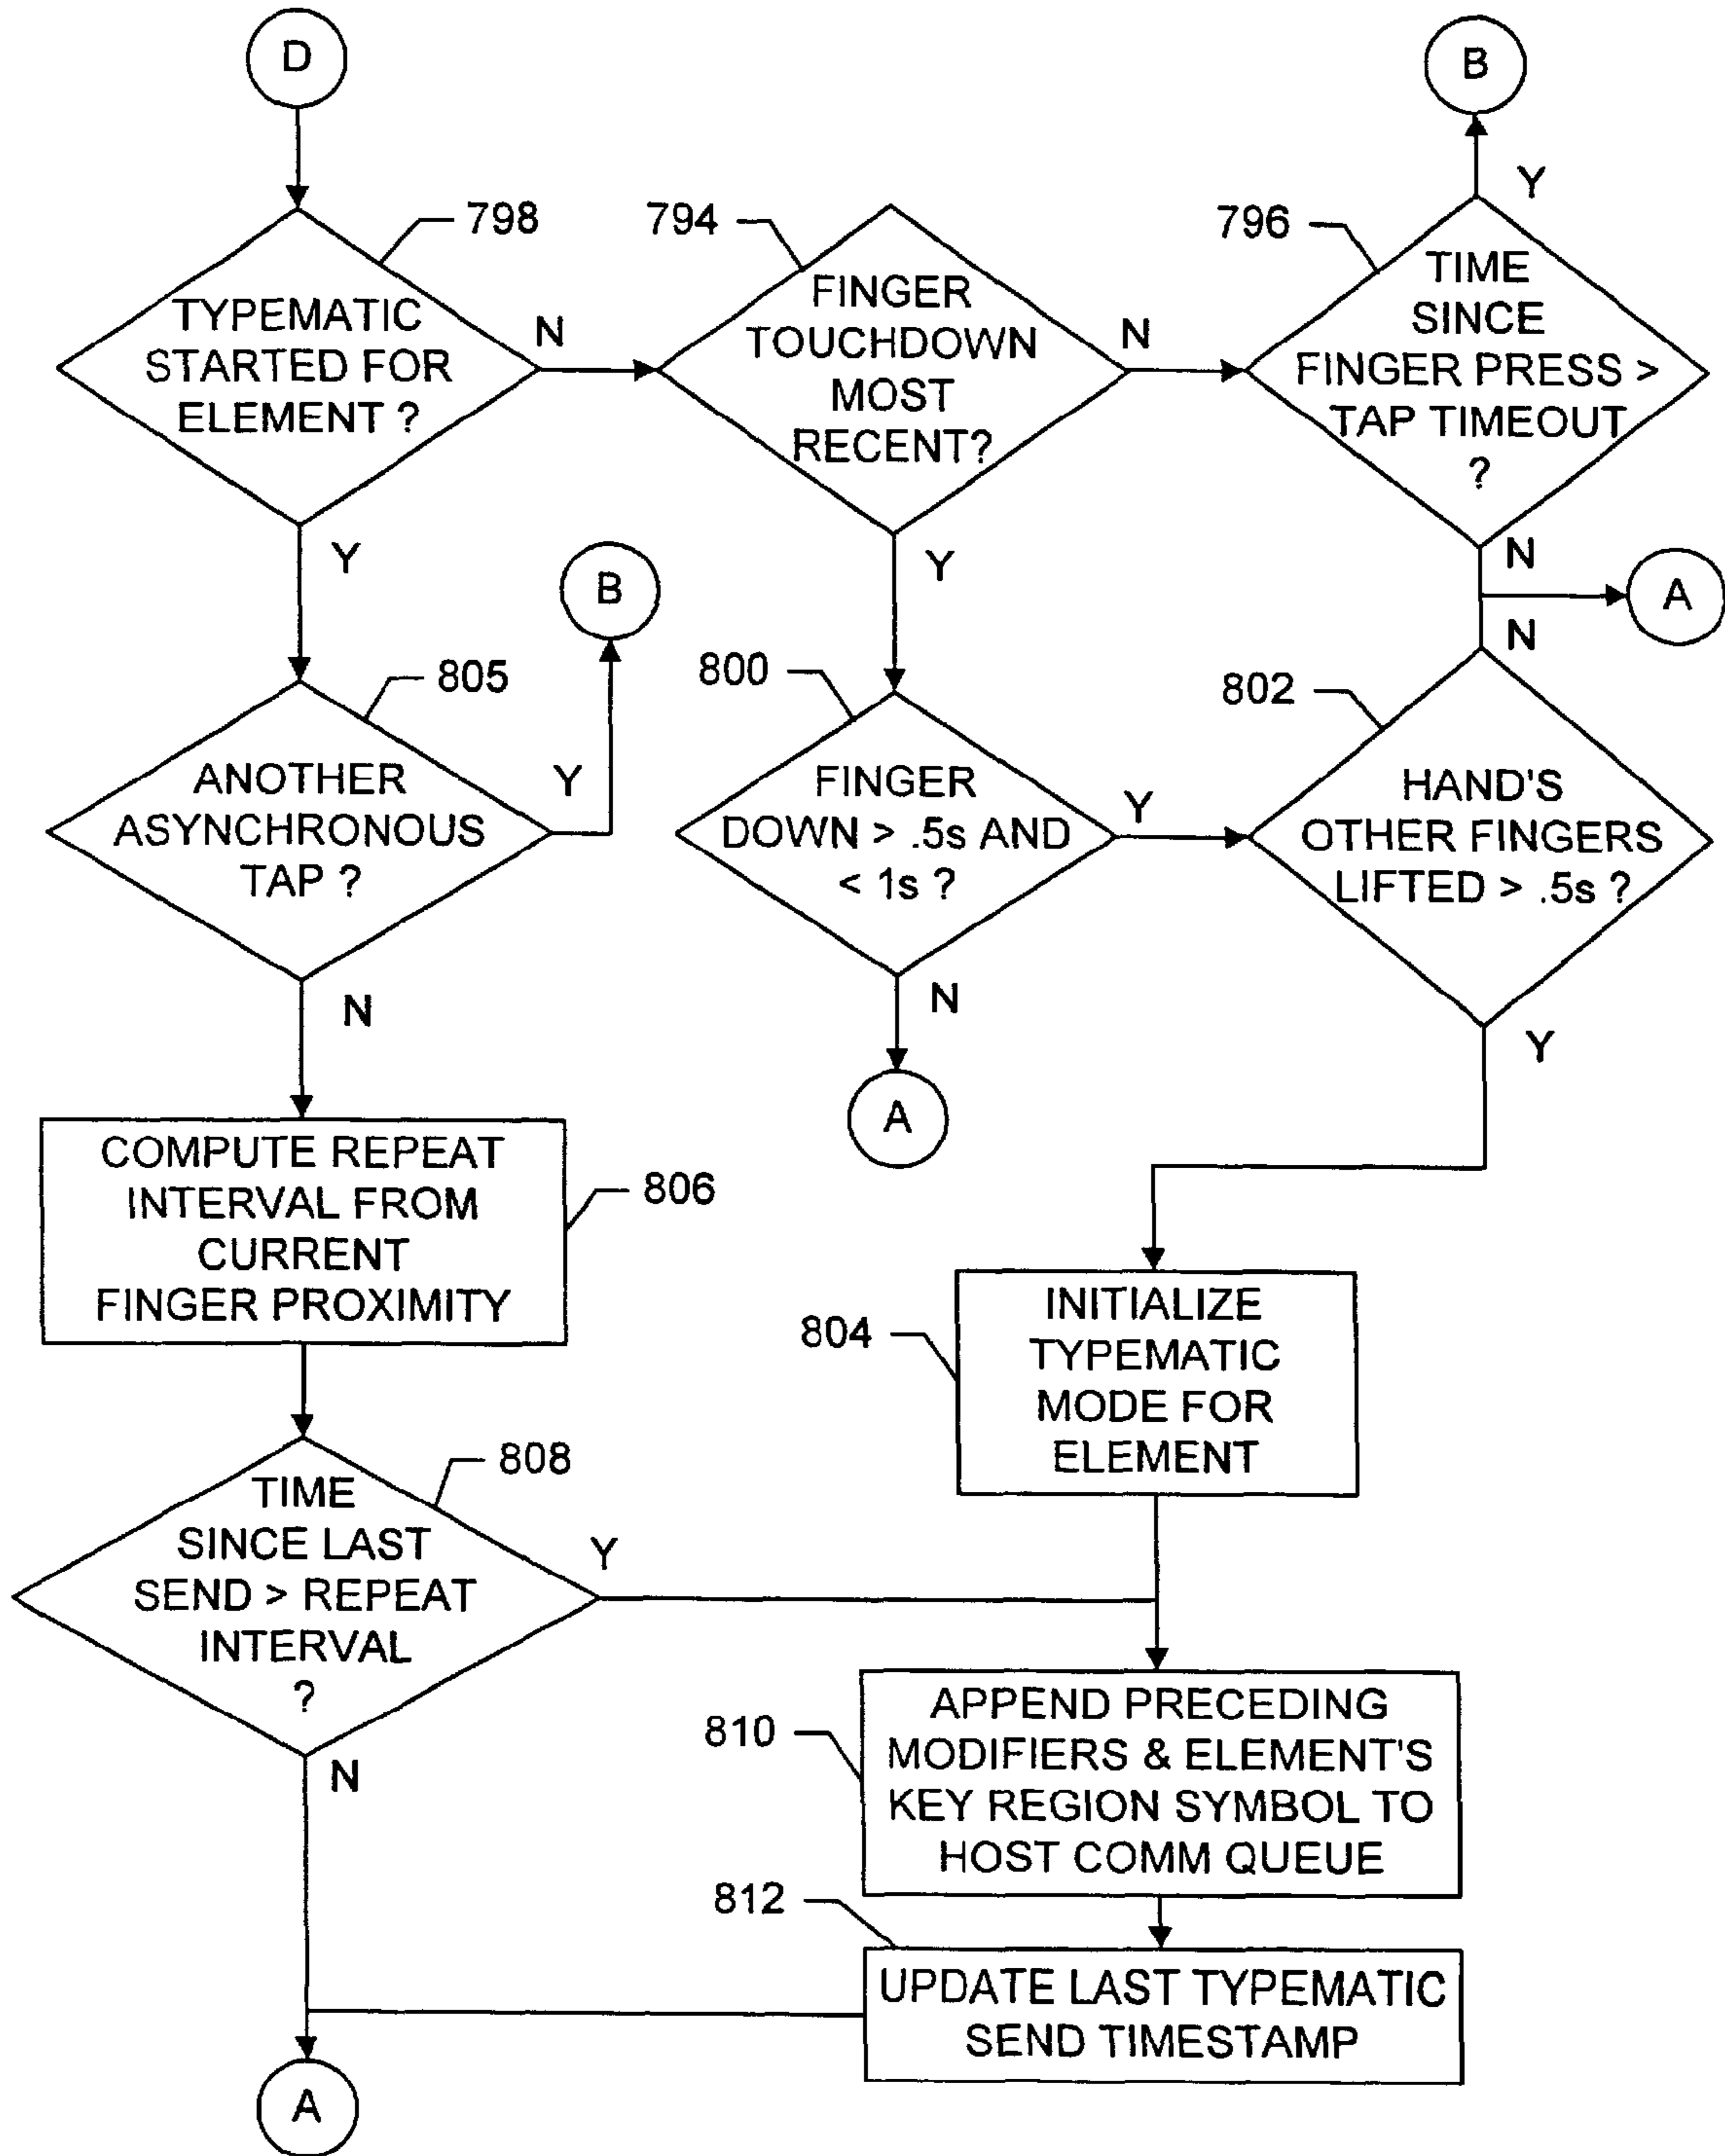 D
B
798
794
796
TYPEMATIC
STARTED FOR
ELEMENT ?
N
Y
FINGER
TOUCHDOWN
MOST
RECENT?
N
Y
TIME
SINCE
FINGER PRESS >
TAP TIMEOUT
?
Y
N
A
B
805
800
802
N
ANOTHER
ASYNCHRONOUS
TAP ?
Y
N
FINGER
DOWN > .5s AND
< 1s ?
Y
N
HAND'S
OTHER FINGERS
LIFTED > .5s ?
Y
A
COMPUTE REPEAT
INTERVAL FROM
CURRENT
FINGER PROXIMITY
806
804
INITIALIZE
TYPEMATIC
MODE FOR
ELEMENT
808
TIME
SINCE LAST
SEND > REPEAT
INTERVAL
?
Y
N
810
APPEND PRECEDING
MODIFIERS & ELEMENT'S
KEY REGION SYMBOL TO
HOST COMM QUEUE
812
UPDATE LAST TYPEMATIC
SEND TIMESTAMP
A